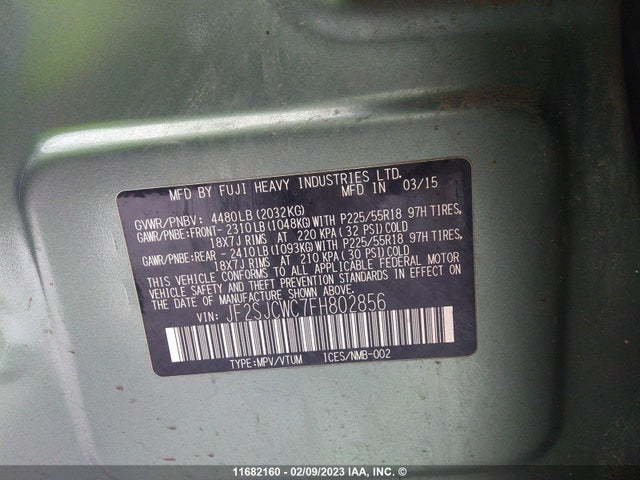 MFD BY FUJI HEAVY INDUSTRIES LTD.
MFD IN 03/15
GVWR/PNBV: 4480LB(2032KG)
GAWR/PNBE:FRONT- 2310LB(1048KG)WITH P225/55R18 97H TIRES,
18X7J RIMS AT 220 KPA( 32 PSI) COLD
GAWR/PNBE:REAR - 2410LB(1093KG)WITH P225/55R18 97H TIRES,
18X7J RIMS AT 210 KPA( 30 PSI) COLD
THIS VEHICLE CONFORMS TO ALL APPLICABLE FEDERAL MOTOR
VEHICLE SAFETY AND THEFT PREVENTION STANDARDS IN EFFECT ON
THE DATE OF MANUFACTURE SHOWN ABOVE.
VIN: JF2SJCWC7FH802856
TYPE:MPV/VTUM ICES/NMB-002
11682160 - 02/09/2023 IAA, INC. ©